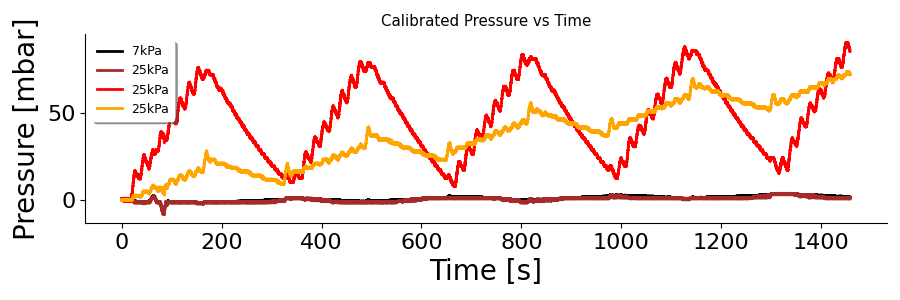 Calibrated Pressure vs Time
Pressure [mbar]
7kPa
25kPa
25kPa
25kPa
50
0
0 200 400 600 800 1000 1200 1400
Time [s]